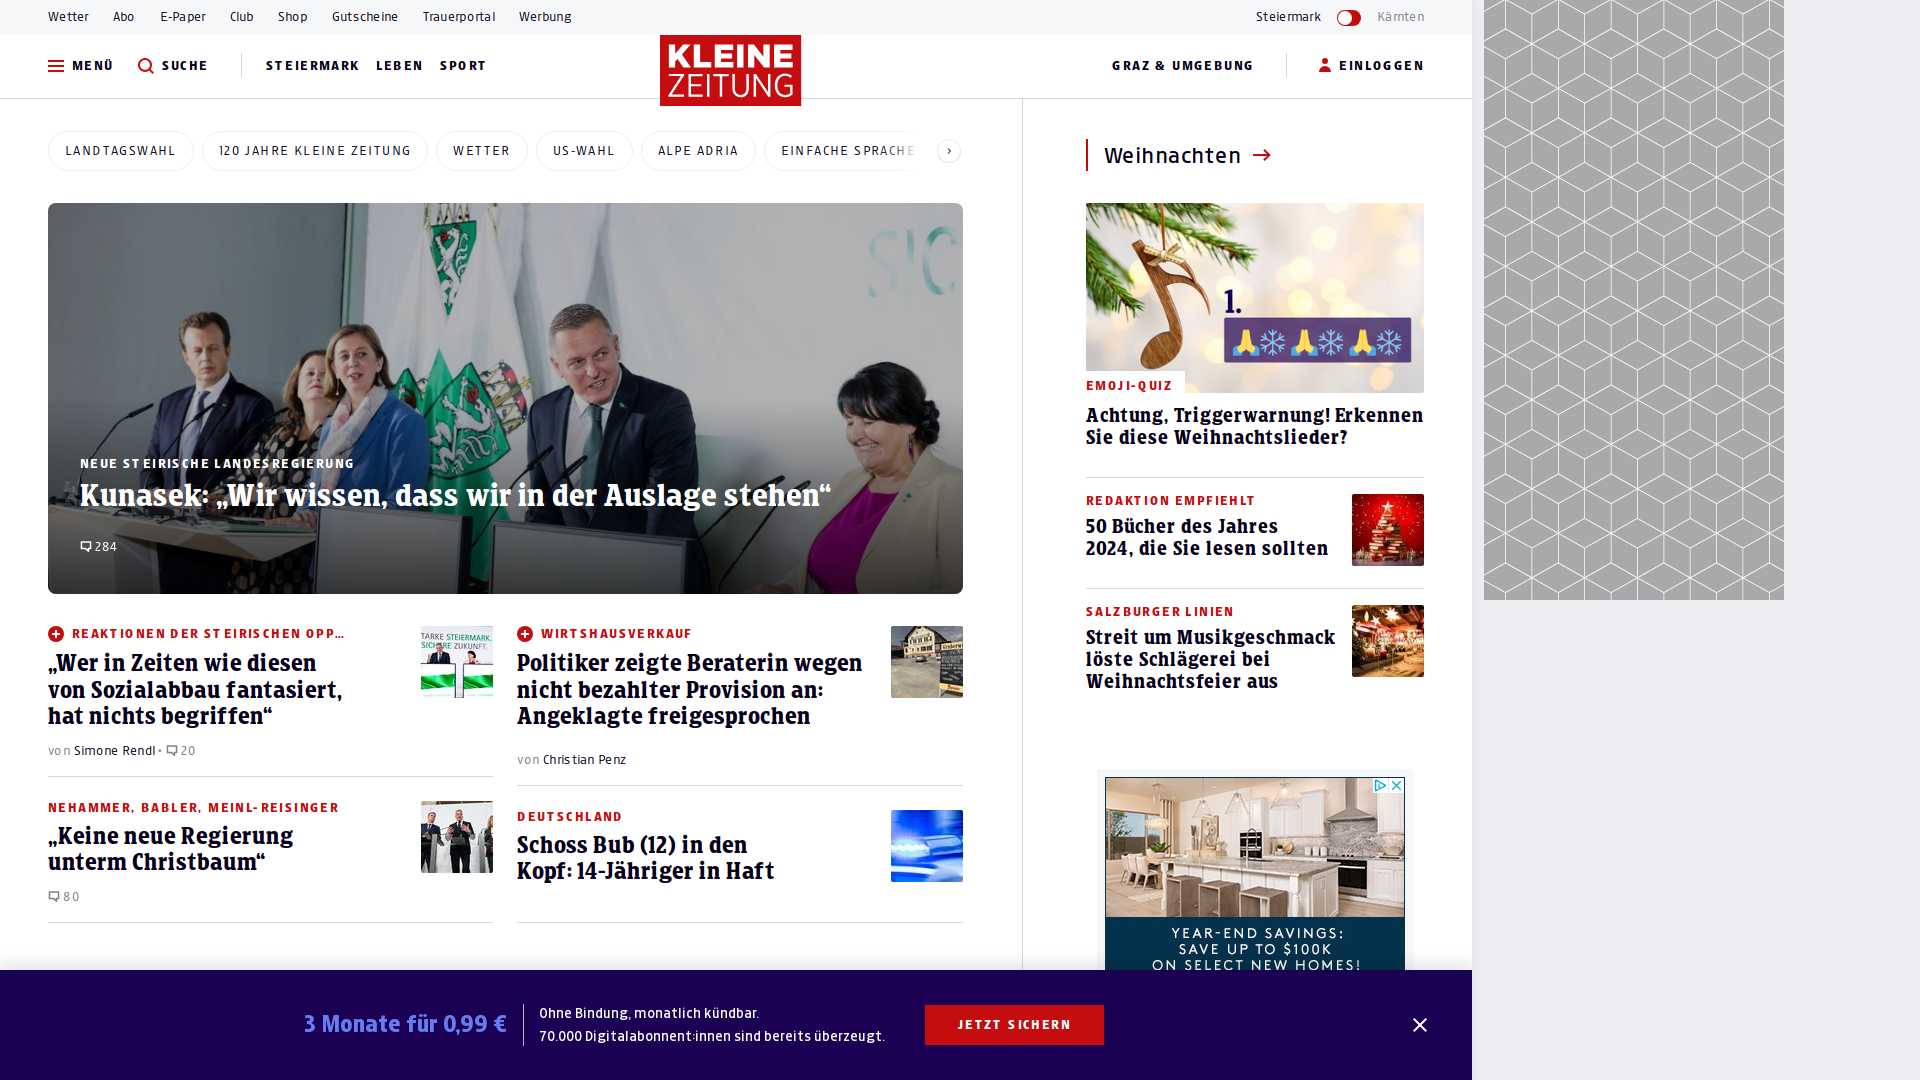 Wetter Abo E-Paper Club Shop Gutscheine Trauerportal Werbung Steiermark Kärnten
MENÜ SUCHE STEIERMARK LEBEN SPORT KLEINE ZEITUNG GRAZ & UMGEBUNG EINLOGGEN
LANDTAGSWAHL 120 JAHRE KLEINE ZEITUNG WETTER US-WAHL ALPE ADRIA EINFACHE SPRACHE
NEUE STEIRISCHE LANDESREGIERUNG
Kunasek: „Wir wissen, dass wir in der Auslage stehen“
284
REAKTIONEN DER STEIRISCHEN OPP...
„Wer in Zeiten wie diesen
von Sozialabbau fantasiert,
hat nichts begriffen“
von Simone Rendl • 20
TARKE STEIERMARK.
SICHERE ZUKUNFT.
NEHAMMER, BABLER, MEINL-REISINGER
„Keine neue Regierung
unterm Christbaum“
80
WIRTSHAUSVERKAUF
Politiker zeigte Beraterin wegen
nicht bezahlter Provision an:
Angeklagte freigesprochen
von Christian Penz
DEUTSCHLAND
Schoss Bub (12) in den
Kopf: 14-Jähriger in Haft
Weihnachten
1.
EMOJI-QUIZ
Achtung, Triggerwarnung! Erkennen
Sie diese Weihnachtslieder?
REDAKTION EMPFIEHLT
50 Bücher des Jahres
2024, die Sie lesen sollten
SALZBURGER LINIEN
Streit um Musikgeschmack
löste Schlägerei bei
Weihnachtsfeier aus
YEAR-END SAVINGS:
SAVE UP TO $100K
ON SELECT NEW HOMES!
3 Monate für 0,99 €
Ohne Bindung, monatlich kündbar.
70.000 Digitalabonnent:innen sind bereits überzeugt.
JETZT SICHERN